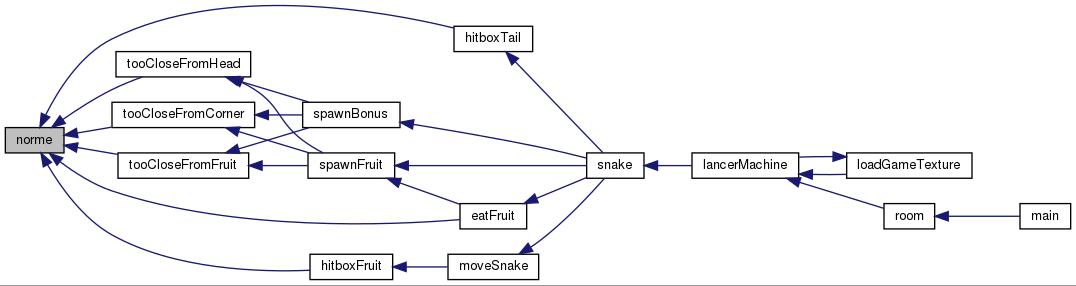 hitboxTail
tooCloseFromHead
tooCloseFromCorner
spawnBonus
norme
tooCloseFromFruit
spawnFruit
snake
lancerMachine
loadGameTexture
eatFruit
room
main
hitboxFruit
moveSnake